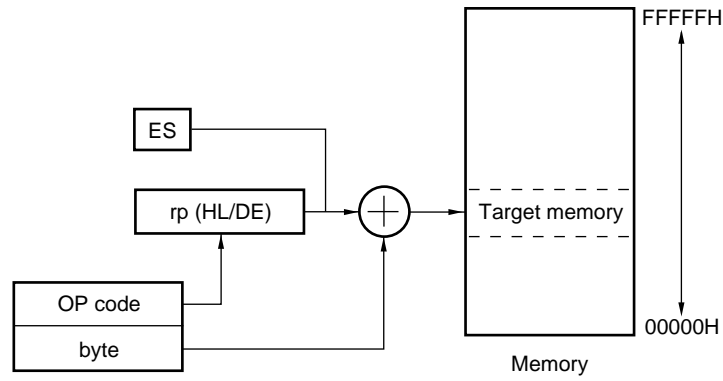 FFFFFH
ES
rp (HL/DE)
Target memory
OP code
byte
00000H
Memory